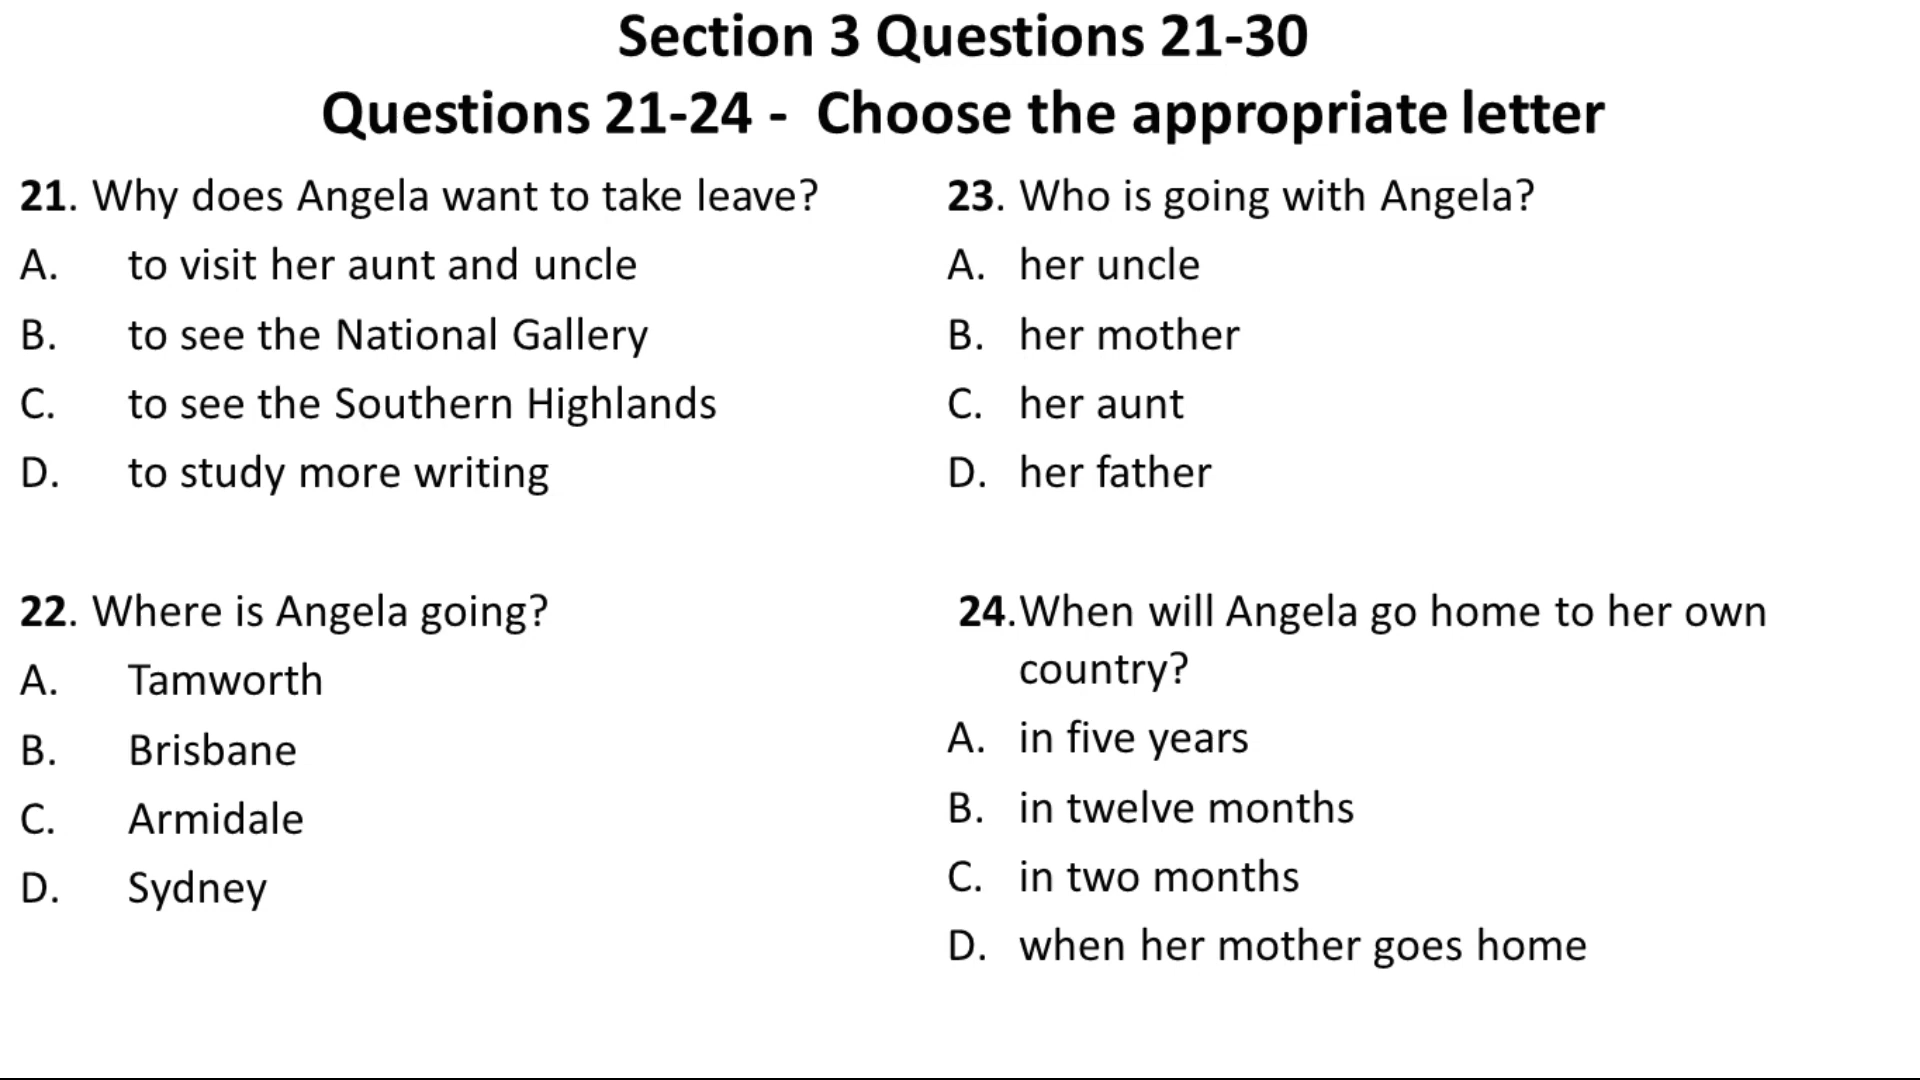 Section 3 Questions 21-30
Questions 21-24 - Choose the appropriate letter
21. Why does Angela want to take leave?
A. to visit her aunt and uncle
B. to see the National Gallery
C. to see the Southern Highlands
D. to study more writing
22. Where is Angela going?
A. Tamworth
B. Brisbane
C. Armidale
D. Sydney
23. Who is going with Angela?
A. her uncle
B. her mother
C. her aunt
D. her father
24.When will Angela go home to her own
country?
A. in five years
B. in twelve months
C. in two months
D. when her mother goes home